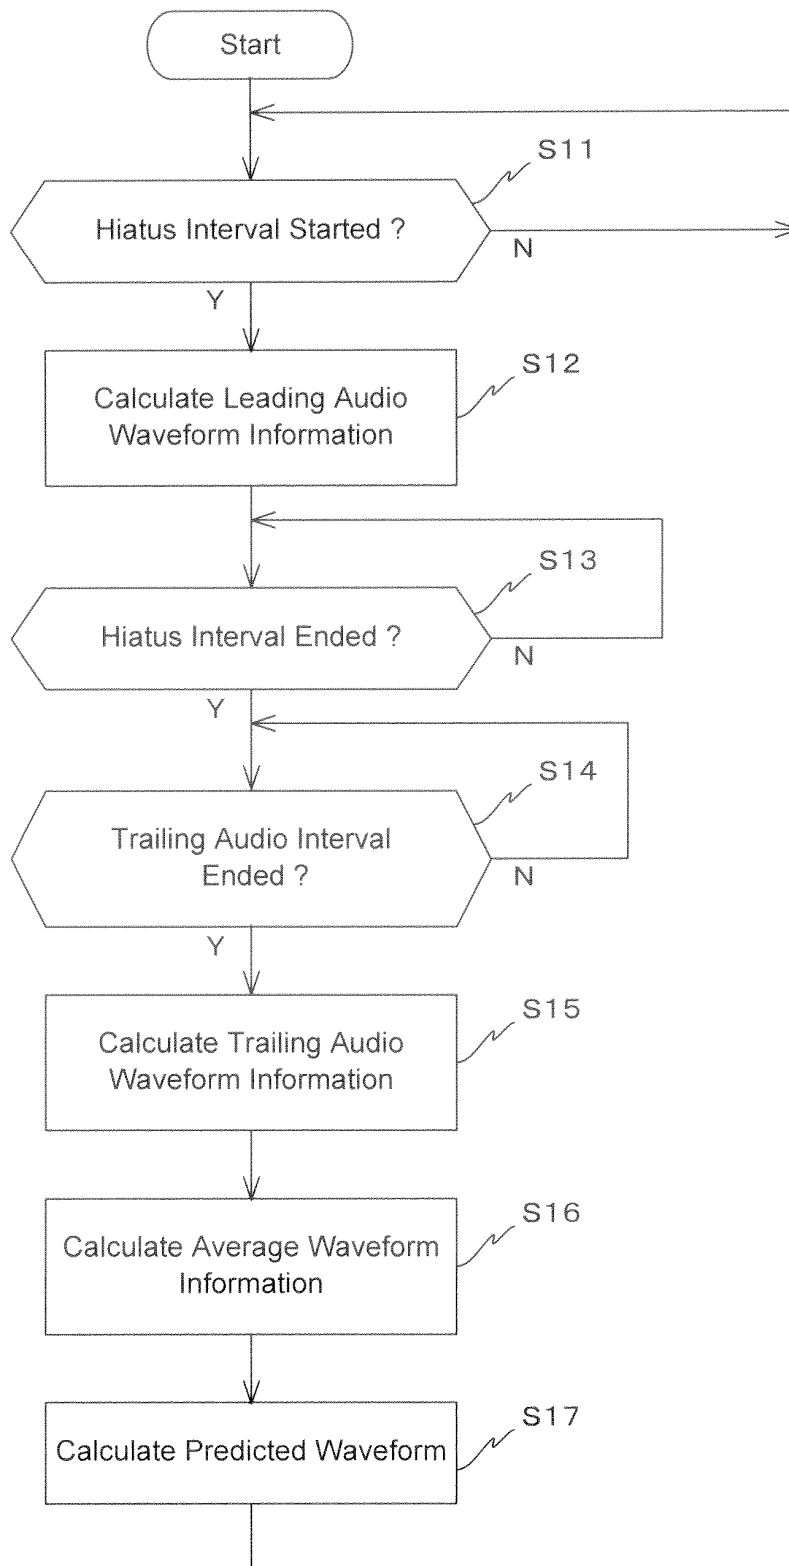 Start
S11
Hiatus Interval Started ?
N
Y
S12
Calculate Leading Audio
Waveform Information
S13
Hiatus Interval Ended ?
N
Y
S14
Trailing Audio Interval
Ended ?
N
Y
S15
Calculate Trailing Audio
Waveform Information
S16
Calculate Average Waveform
Information
S17
Calculate Predicted Waveform